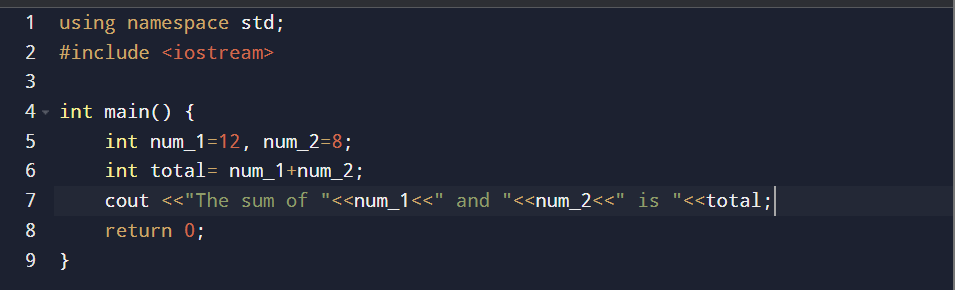 1 using namespace std;
2 #include <iostream>
3
4 int main() {
5     int num_1=12, num_2=8;
6     int total= num_1+num_2;
7     cout <<"The sum of "<<num_1<<" and "<<num_2<<" is "<<total;
8     return 0;
9 }